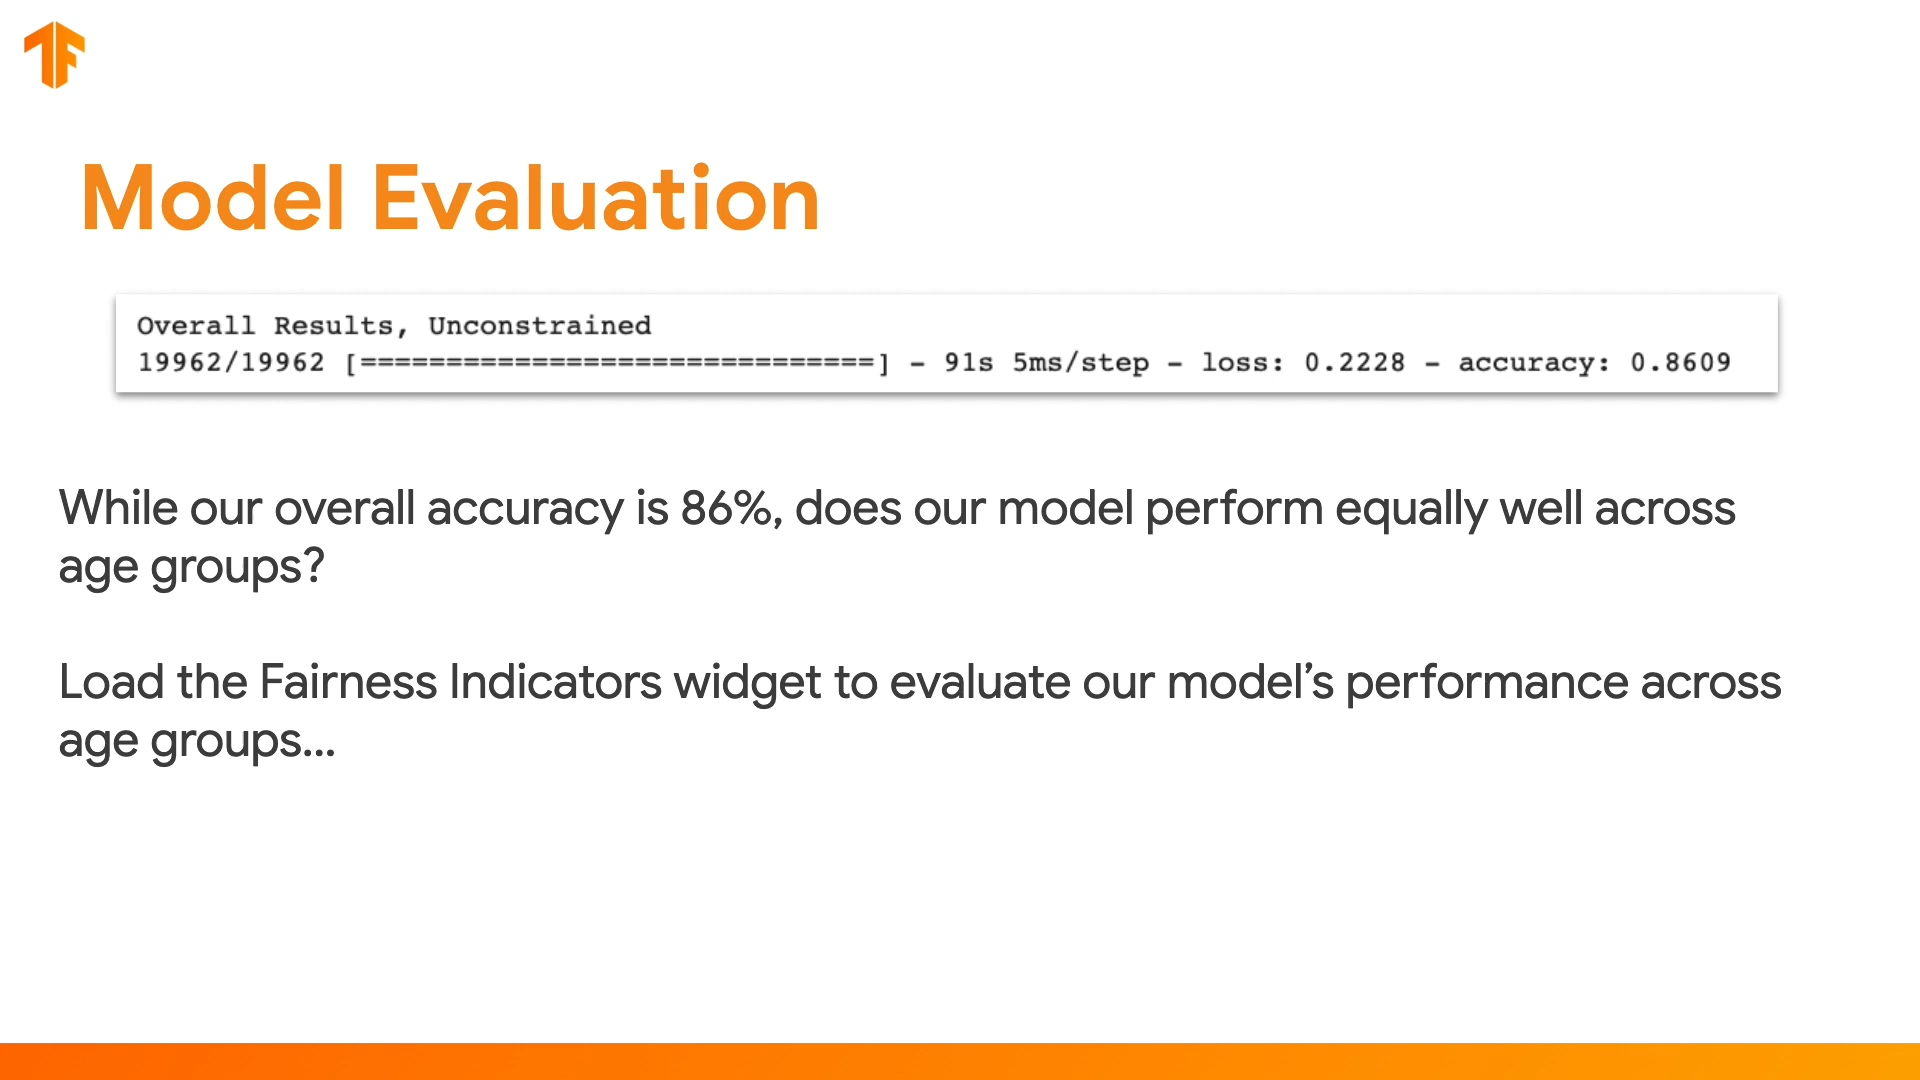 Model Evaluation
Overall Results, Unconstrained
19962/19962 [==============================] - 91s 5ms/step - loss: 0.2228 - accuracy: 0.8609
While our overall accuracy is 86%, does our model perform equally well across
age groups?
Load the Fairness Indicators widget to evaluate our model’s performance across
age groups...